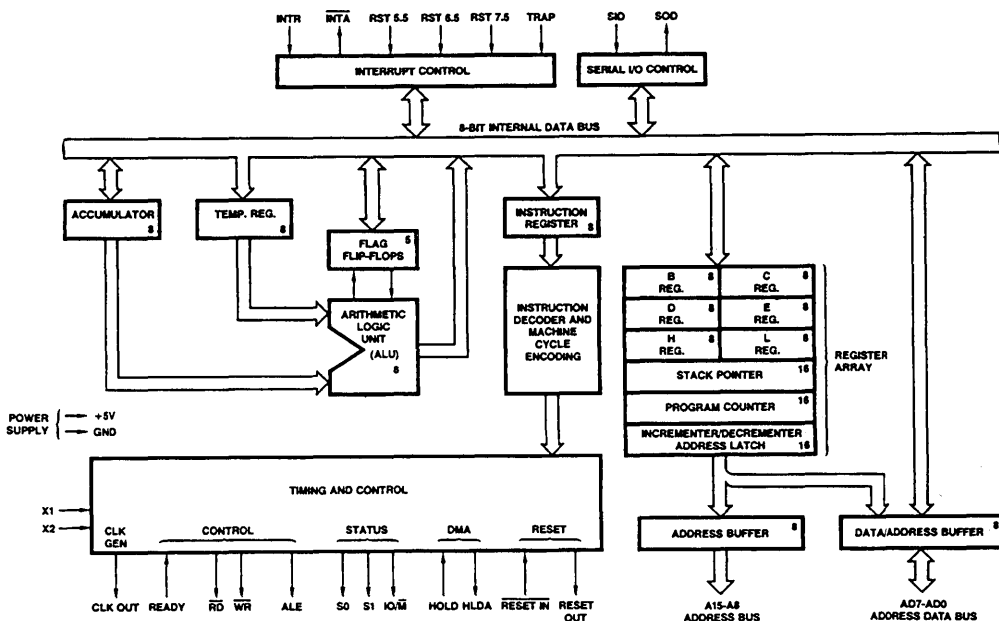 INTR INTA RST 5.5 RST 6.5 RST 7.5 TRAP SID SOD
INTERRUPT CONTROL
SERIAL I/O CONTROL
8-BIT INTERNAL DATA BUS
ACCUMULATOR
8
TEMP. REG.
8
FLAG
FLIP-FLOPS
5
INSTRUCTION
REGISTER
8
ARITHMETIC
LOGIC
UNIT
(ALU)
8
INSTRUCTION
DECODER AND
MACHINE
CYCLE
ENCODING
B
REG.
8
C
REG.
8
D
REG.
8
E
REG.
8
H
REG.
8
L
REG.
8
STACK POINTER
16
PROGRAM COUNTER
16
INCREMENTER/DECREMENTER
ADDRESS LATCH
16
REGISTER
ARRAY
POWER
SUPPLY
+5V
GND
TIMING AND CONTROL
X1
X2
CLK
GEN
CONTROL
STATUS
DMA
RESET
CLK OUT READY RD WR ALE S0 S1 IO/M HOLD HLDA RESET IN RESET
OUT
ADDRESS BUFFER
8
DATA/ADDRESS BUFFER
8
A15-A8
ADDRESS BUS
AD7-AD0
ADDRESS DATA BUS